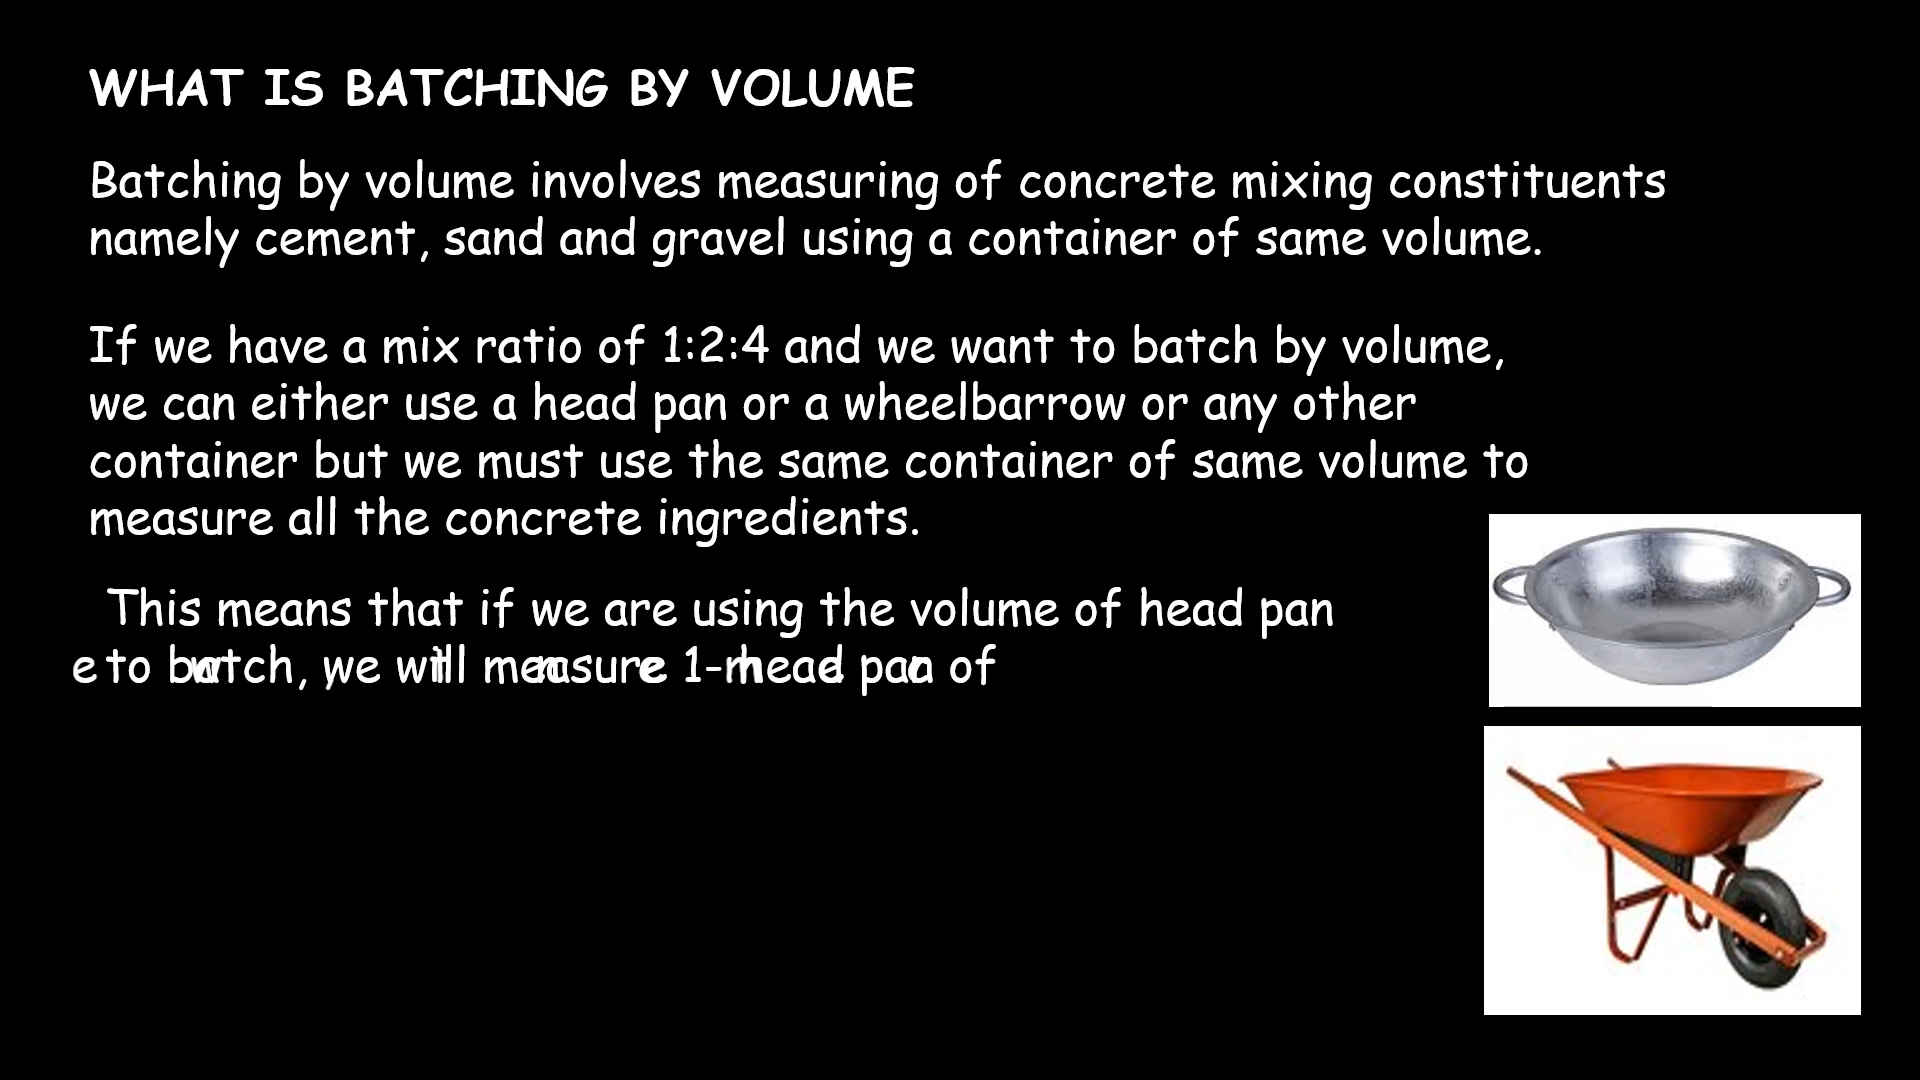 WHAT IS BATCHING BY VOLUME
Batching by volume involves measuring of concrete mixing constituents
namely cement, sand and gravel using a container of same volume.
If we have a mix ratio of 1:2:4 and we want to batch by volume,
we can either use a head pan or a wheelbarrow or any other
container but we must use the same container of same volume to
measure all the concrete ingredients.
This means that if we are using the volume of head pan
to batch, we will measure 1-head pan of